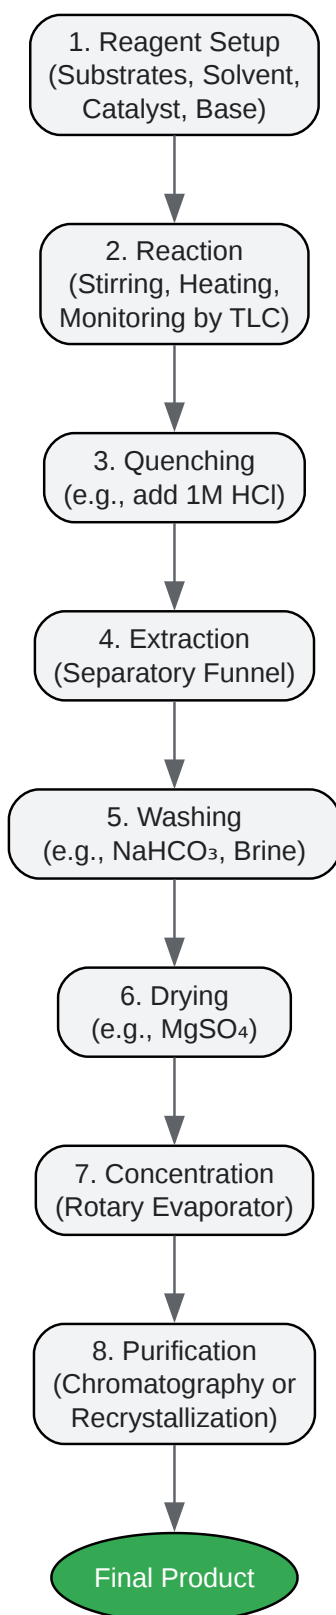 1. Reagent Setup
(Substrates, Solvent,
Catalyst, Base)
2. Reaction
(Stirring, Heating,
Monitoring by TLC)
3. Quenching
(e.g., add 1M HCl)
4. Extraction
(Separatory Funnel)
5. Washing
(e.g., NaHCO₃, Brine)
6. Drying
(e.g., MgSO₄)
7. Concentration
(Rotary Evaporator)
8. Purification
(Chromatography or
Recrystallization)
Final Product